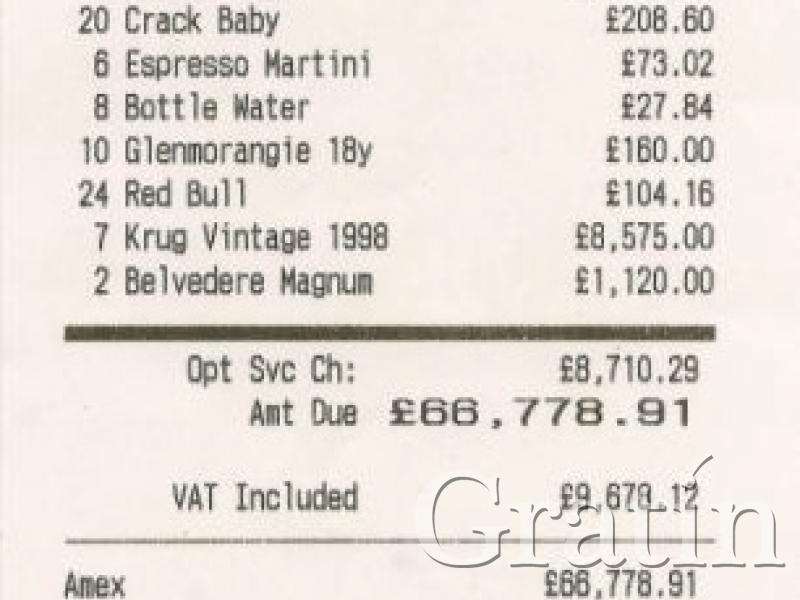 20 Crack Baby £208.60
6 Espresso Martini £73.02
8 Bottle Water £27.84
10 Glenmorangie 18y £160.00
24 Red Bull £104.16
7 Krug Vintage 1998 £8,575.00
2 Belvedere Magnum £1,120.00
Opt Svc Ch: £8,710.29
Amt Due £66,778.91
VAT Included £9,678.12
Gratín
Amex £66,778.91